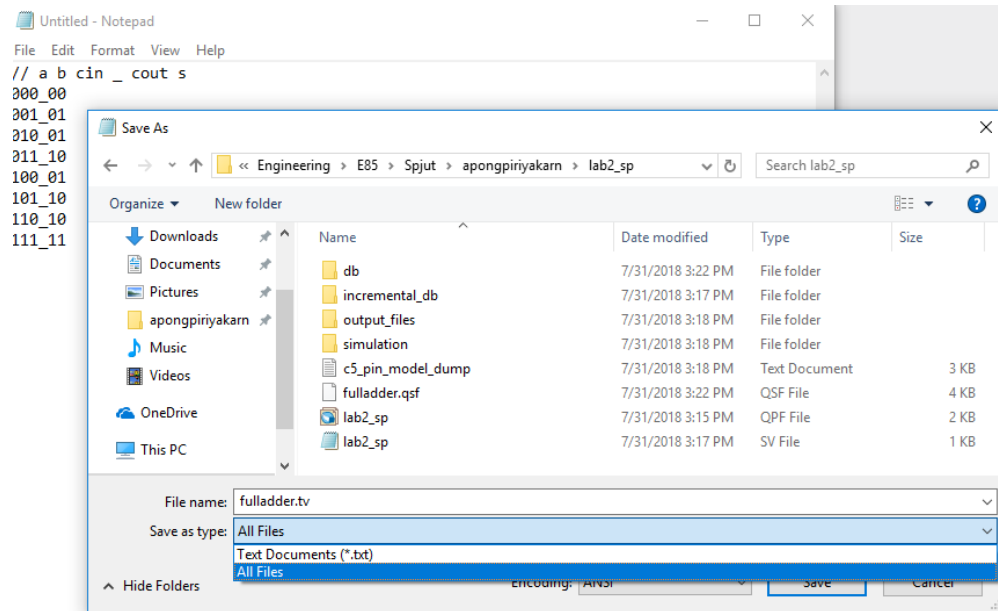 Untitled - Notepad
File Edit Format View Help
// a b cin _ cout s
000_00
001_01
010_01
011_10
100_01
101_10
110_10
111_11
Save As
« Engineering > E85 > Spjut > apongpiriyakarn > lab2_sp
Search lab2_sp
Organize New folder
Downloads
Documents
Pictures
apongpiriyakarn
Music
Videos
OneDrive
This PC
Name Date modified Type Size
db 7/31/2018 3:22 PM File folder
incremental_db 7/31/2018 3:17 PM File folder
output_files 7/31/2018 3:18 PM File folder
simulation 7/31/2018 3:18 PM File folder
c5_pin_model_dump 7/31/2018 3:18 PM Text Document 3 KB
fulladder.qsf 7/31/2018 3:22 PM QSF File 4 KB
lab2_sp 7/31/2018 3:15 PM QPF File 2 KB
lab2_sp 7/31/2018 3:17 PM SV File 1 KB
File name: fulladder.tv
Save as type: All Files
Text Documents (*.txt)
All Files
Hide Folders Encoding: ANSI Save Cancel